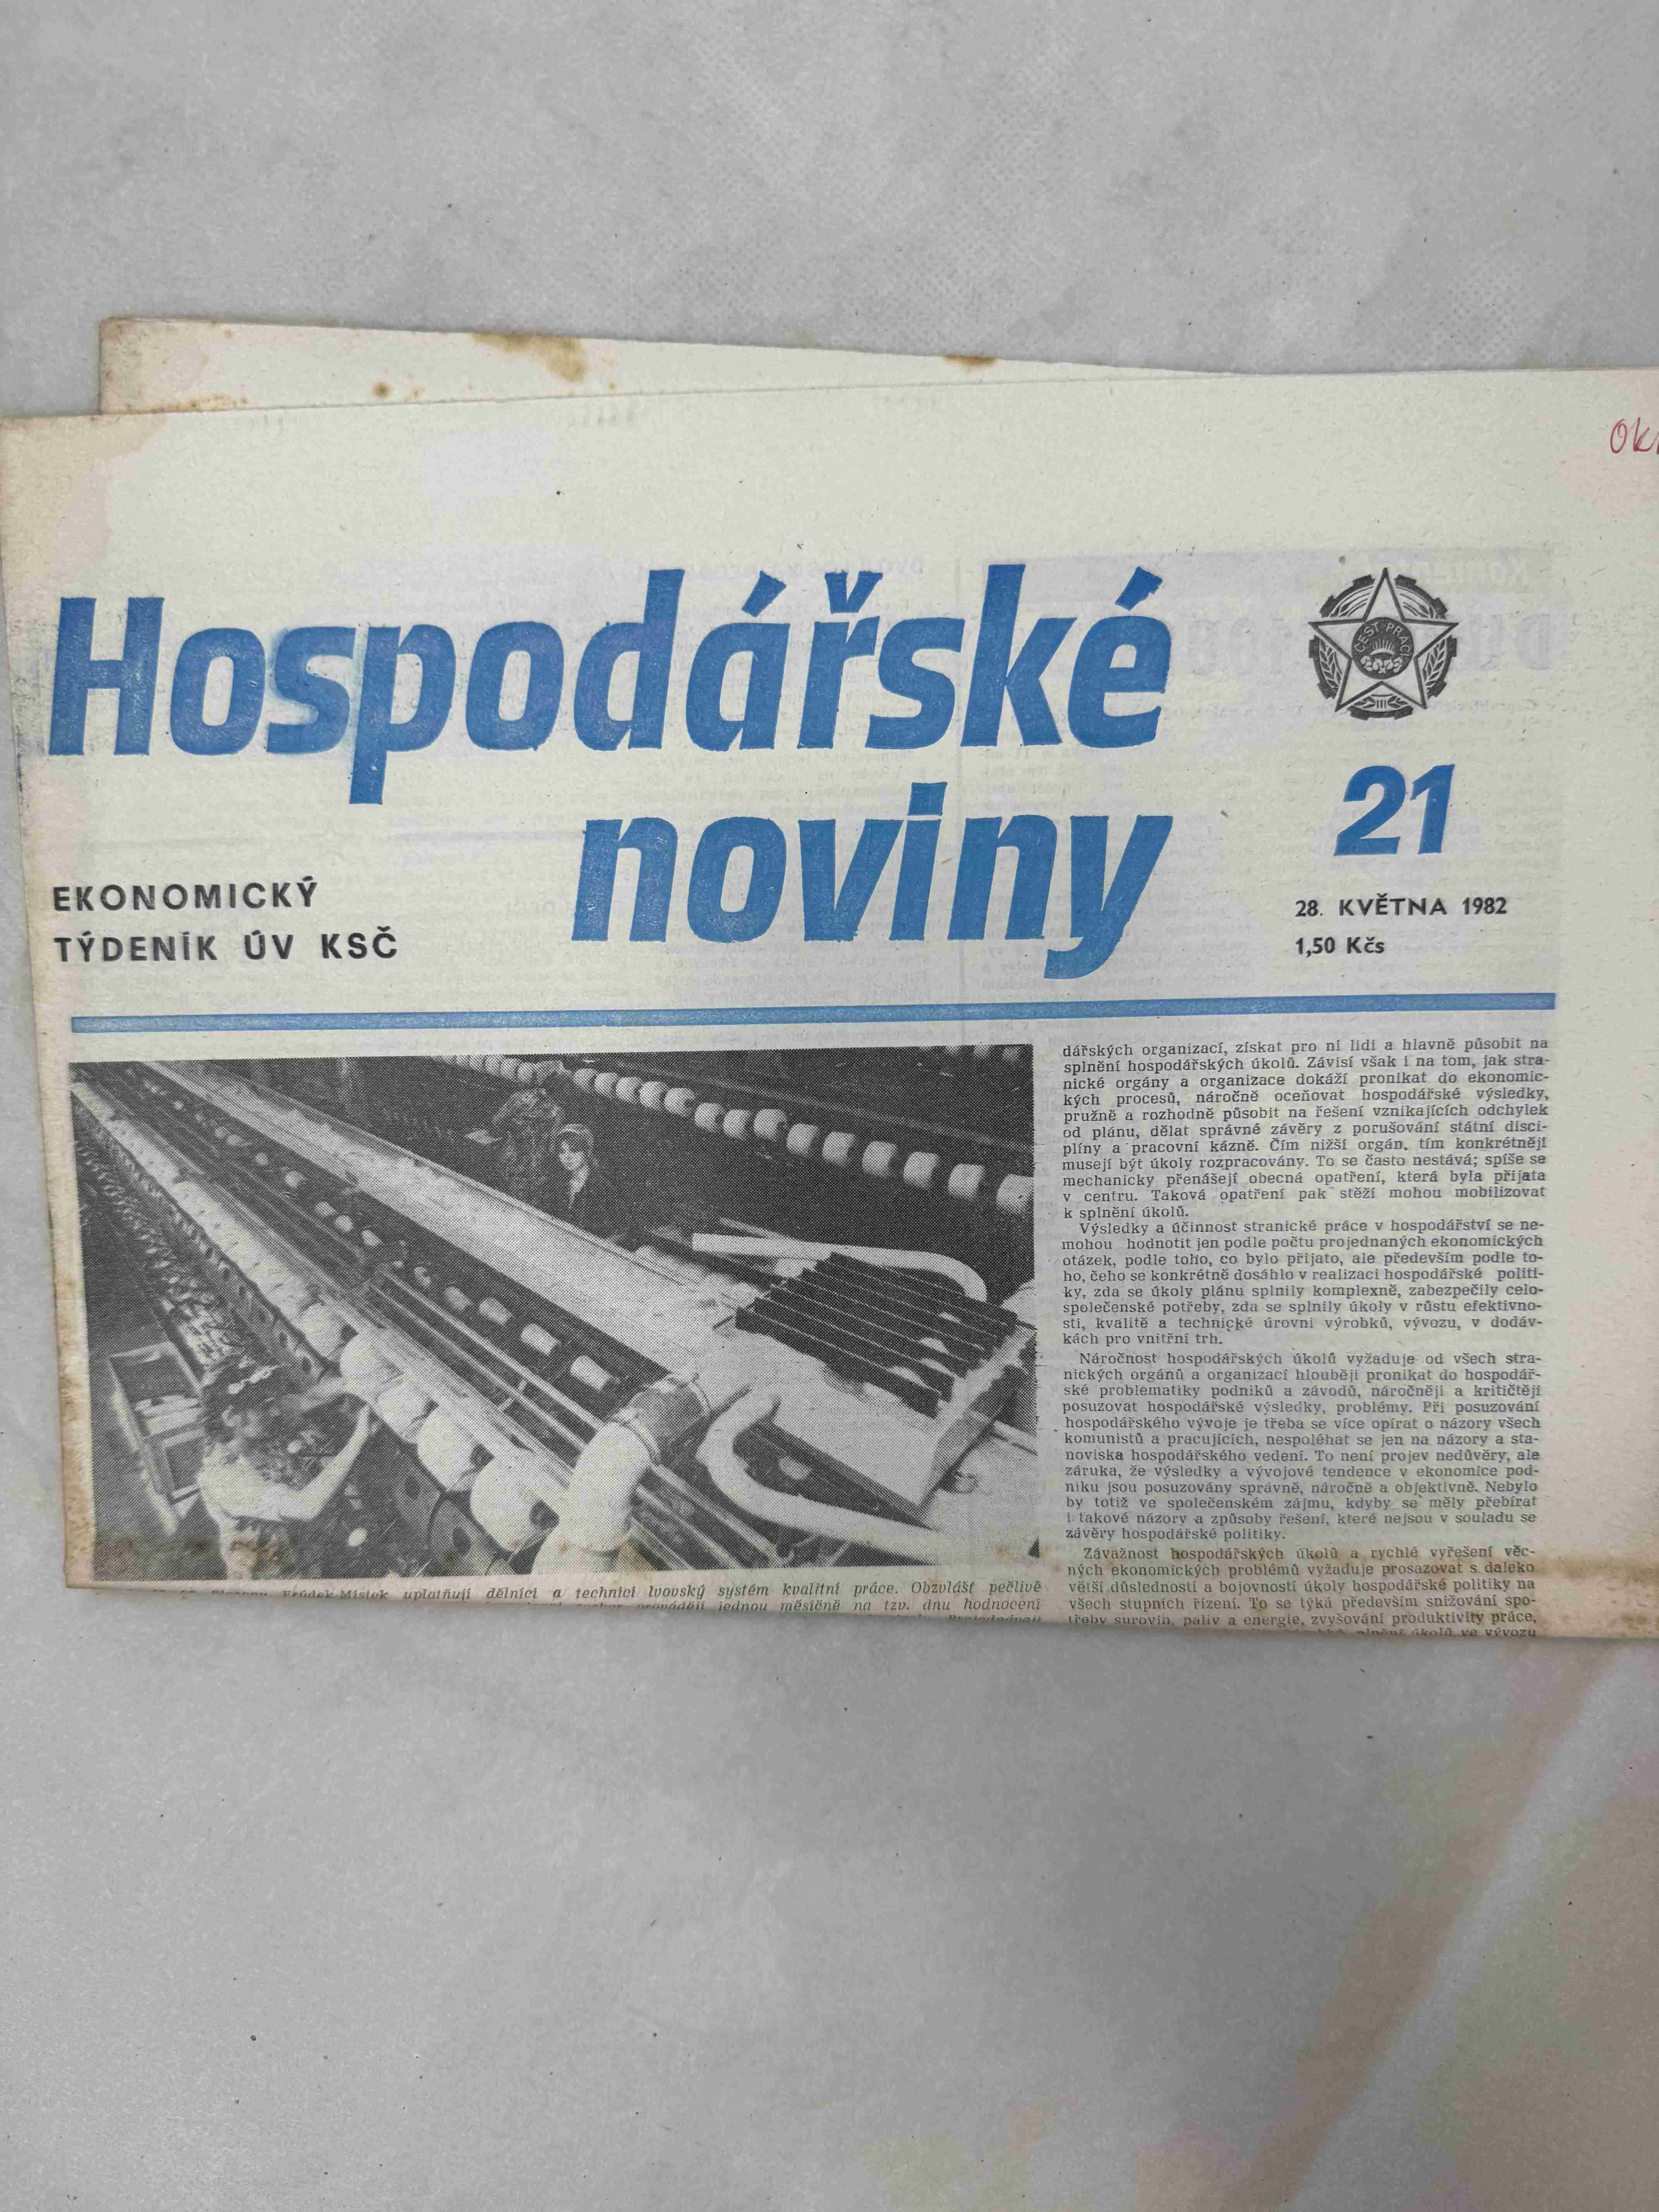 Hospodářské
noviny
EKONOMICKÝ
TÝDENÍK ÚV KSČ
ČEST PRÁCI
21
28. KVĚTNA 1982
1,50 Kčs
Frýdek-Místek uplatňují dělníci a technici lvovský systém kvalitní práce. Obzvlášť pečlivě
provádějí jednou měsíčně na tzv. dnu hodnocení
dářských organizací, získat pro ni lidi a hlavně působit na
splnění hospodářských úkolů. Závisí však i na tom, jak stra-
nické orgány a organizace dokáží pronikat do ekonomic-
kých procesů, náročně oceňovat hospodářské výsledky,
pružně a rozhodně působit na řešení vznikajících odchylek
od plánu, dělat správné závěry z porušování státní disci-
plíny a pracovní kázně. Čím nižší orgán, tím konkrétněji
musejí být úkoly rozpracovány. To se často nestává; spíše se
mechanicky přenášejí obecná opatření, která byla přijata
v centru. Taková opatření pak stěží mohou mobilizovat
k splnění úkolů.
Výsledky a účinnost stranické práce v hospodářství se ne-
mohou hodnotit jen podle počtu projednaných ekonomických
otázek, podle toho, co bylo přijato, ale především podle to-
ho, čeho se konkrétně dosáhlo v realizaci hospodářské politi-
ky, zda se úkoly plánu splnily komplexně, zabezpečily celo-
společenské potřeby, zda se splnily úkoly v růstu efektivno-
sti, kvalitě a technické úrovni výrobků, vývozu, v dodáv-
kách pro vnitřní trh.
Náročnost hospodářských úkolů vyžaduje od všech stra-
nických orgánů a organizací hlouběji pronikat do hospodář-
ské problematiky podniků a závodů, náročněji a kritičtěji
posuzovat hospodářské výsledky, problémy. Při posuzování
hospodářského vývoje je třeba se více opírat o názory všech
komunistů a pracujících, nespoléhat se jen na názory a sta-
noviska hospodářského vedení. To není projev nedůvěry, ale
záruka, že výsledky a vývojové tendence v ekonomice pod-
niku jsou posuzovány správně, náročně a objektivně. Nebylo
by totiž ve společenském zájmu, kdyby se měly přebírat
i takové názory a způsoby řešení, které nejsou v souladu se
závěry hospodářské politiky.
Závažnost hospodářských úkolů a rychlé vyřešení věc-
ných ekonomických problémů vyžaduje prosazovat s daleko
větší důsledností a bojovností úkoly hospodářské politiky na
všech stupních řízení. To se týká především snižování spo-
třeby surovin, paliv a energie, zvyšování produktivity práce,
plnění úkolů ve vývozu